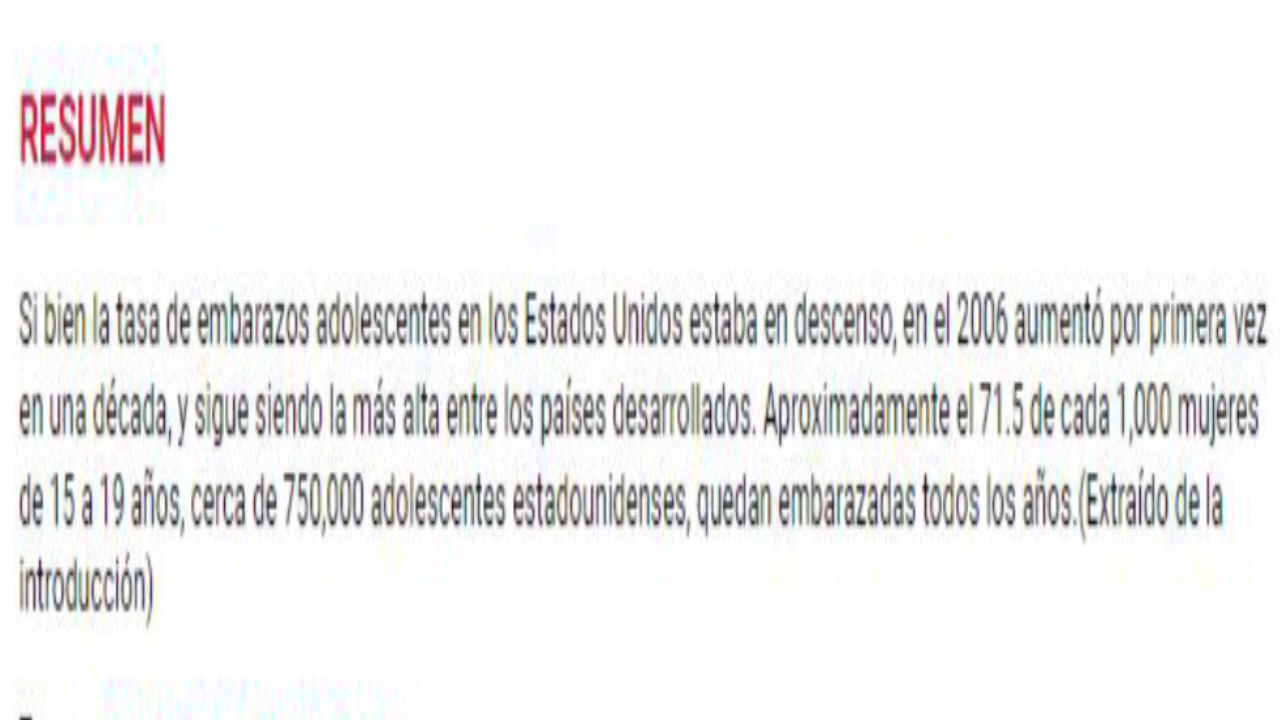 RESUMEN
Si bien la tasa de embarazos adolescentes en los Estados Unidos estaba en descenso, en el 2006 aumentó por primera vez
en una década, y sigue siendo la más alta entre los países desarrollados. Aproximadamente el 71.5 de cada 1,000 mujeres
de 15 a 19 años, cerca de 750,000 adolescentes estadounidenses, quedan embarazadas todos los años.(Extraído de la
introducción)